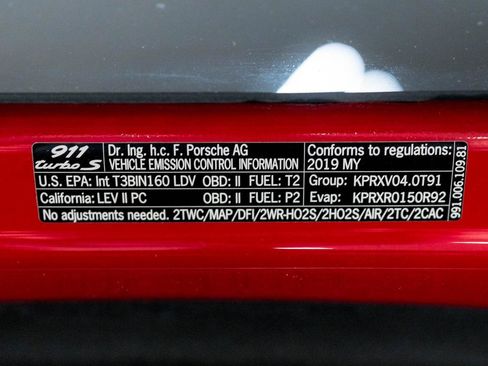 911 turbo S
Dr. Ing. h.c. F. Porsche AG
VEHICLE EMISSION CONTROL INFORMATION
Conforms to regulations:
2019 MY
U.S. EPA: Int T3BIN160 LDV OBD: II FUEL: T2 Group: KPRXV04.0T91
California: LEV II PC OBD: II FUEL: P2 Evap: KPRXR0150R92
No adjustments needed. 2TWC/MAP/DFI/2WR-HO2S/2HO2S/AIR/2TC/2CAC
991.006.109.81